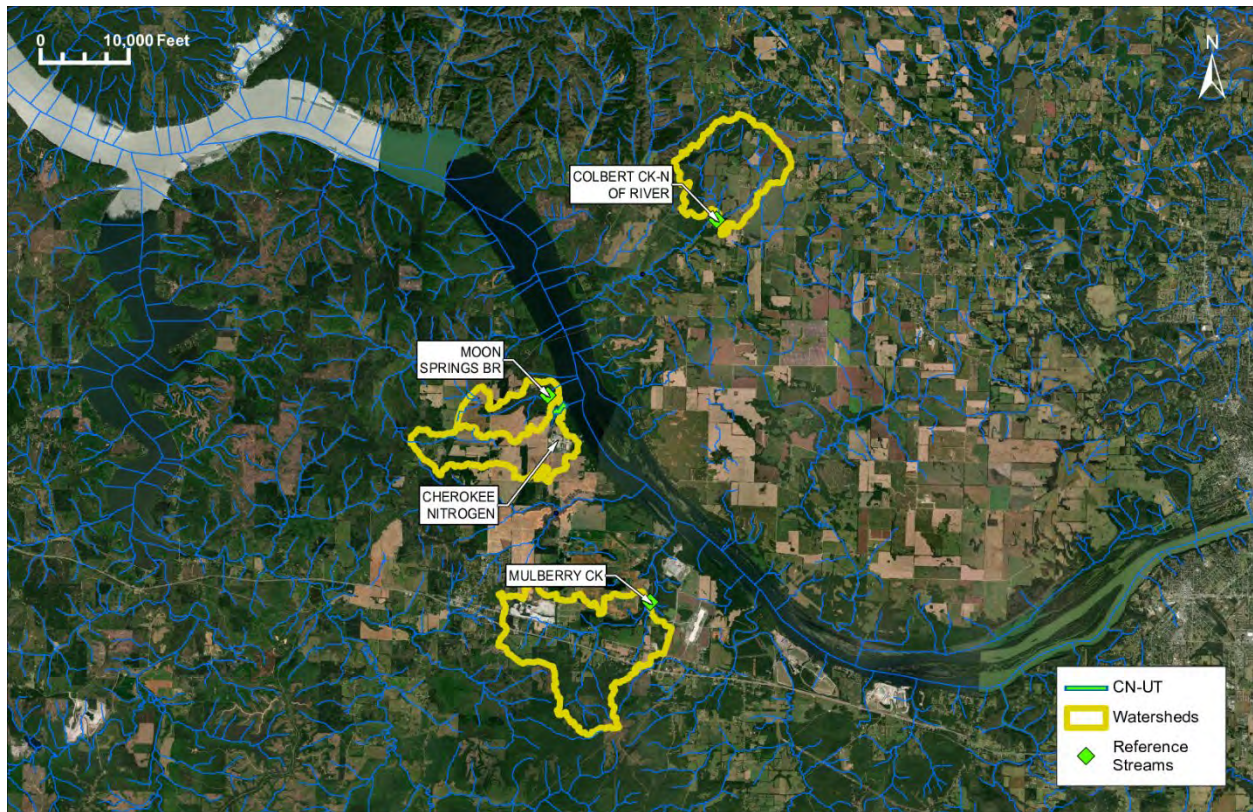 0 10,000 Feet
N
COLBERT CK-N
OF RIVER
MOON
SPRINGS BR
CHEROKEE
NITROGEN
MULBERRY CK
CN-UT
Watersheds
Reference
Streams